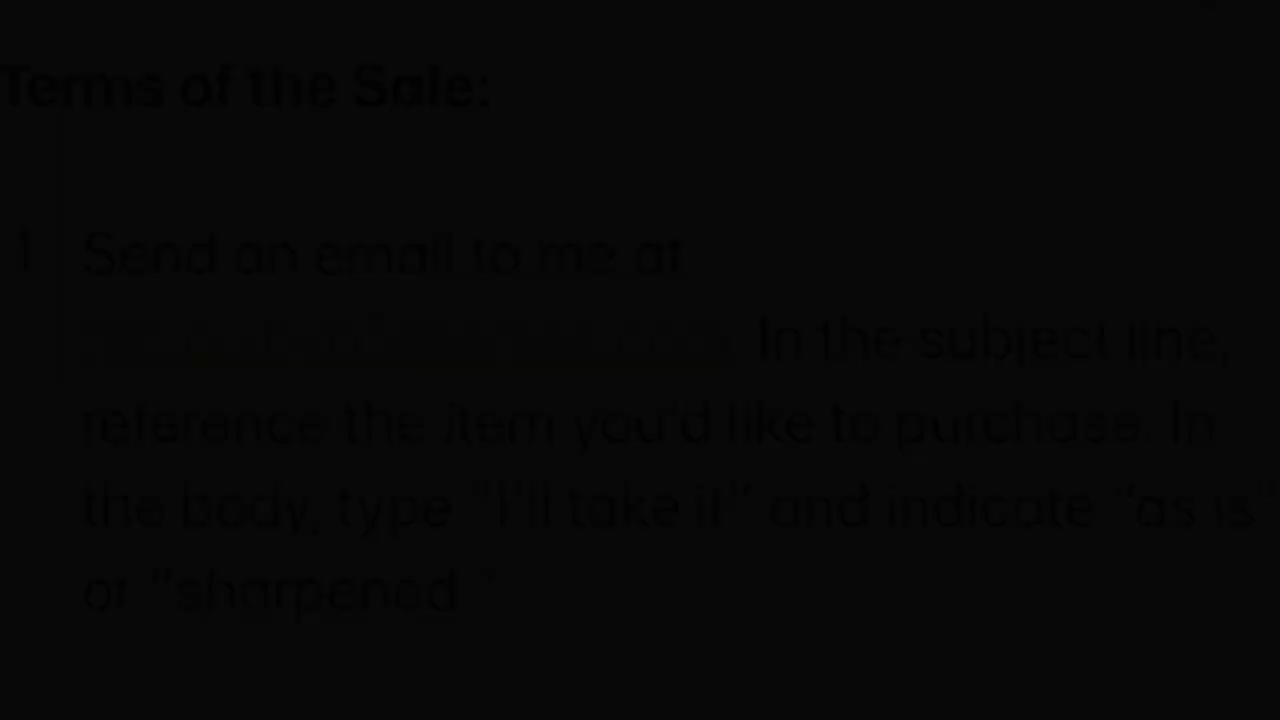 Terms of the Sale:
1 Send an email to me at
In the subject line,
reference the item you'd like to purchase. In
the body, type "I'll take it" and indicate "as is"
or "sharpened."